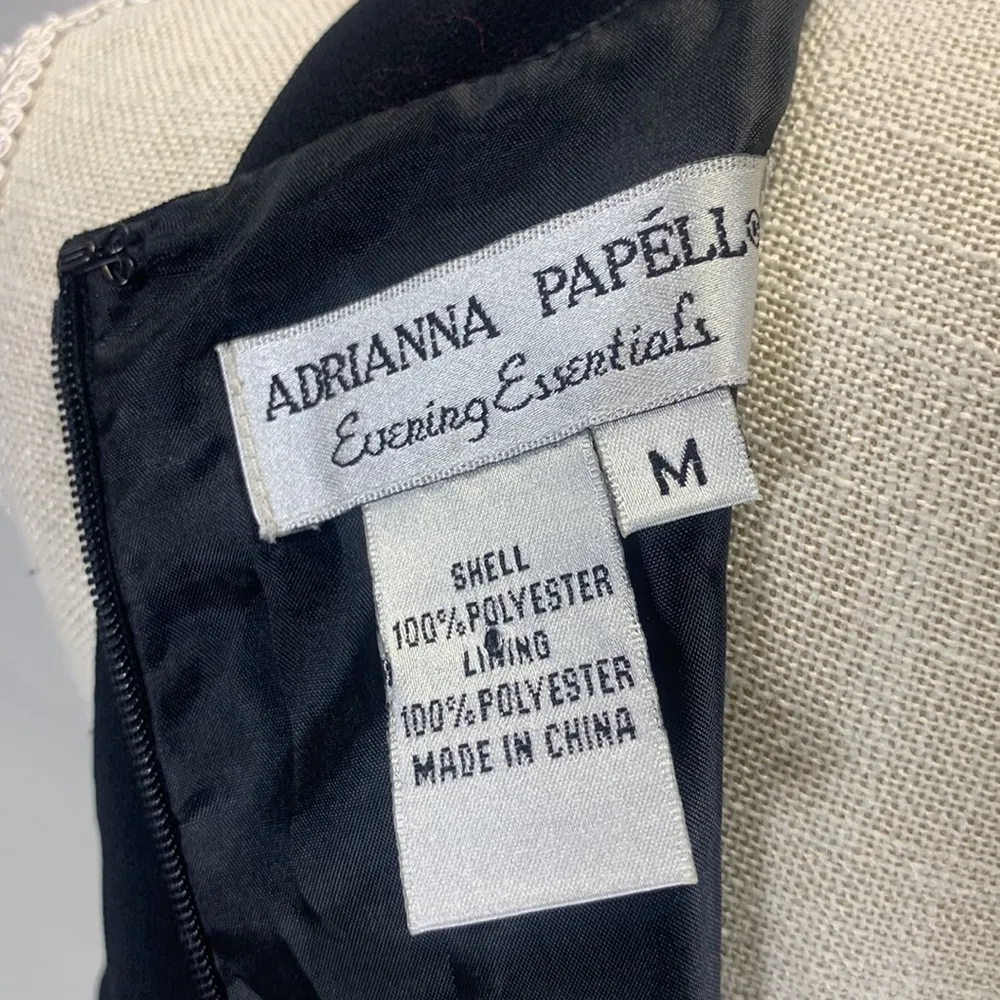 ADRIANNA PAPÉLL®
Evening Essentials
M
SHELL
100% POLYESTER
LINING
100% POLYESTER
MADE IN CHINA